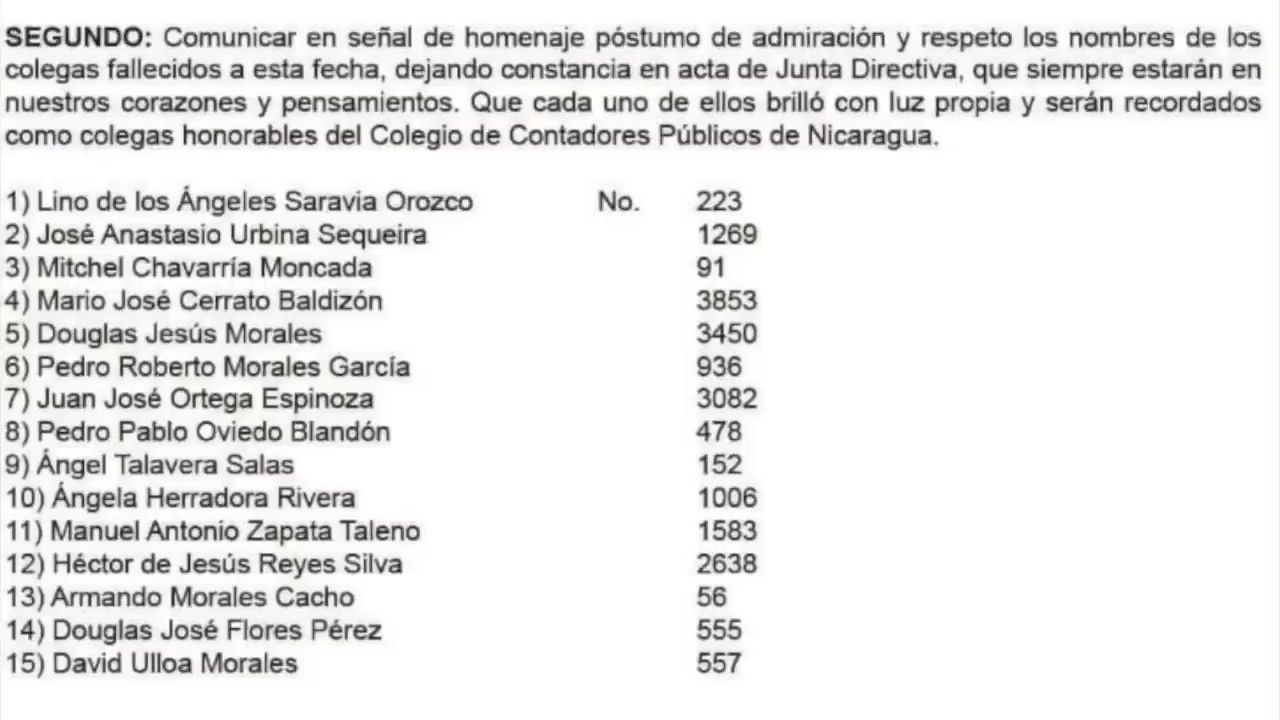 SEGUNDO: Comunicar en señal de homenaje póstumo de admiración y respeto los nombres de los
colegas fallecidos a esta fecha, dejando constancia en acta de Junta Directiva, que siempre estarán en
nuestros corazones y pensamientos. Que cada uno de ellos brilló con luz propia y serán recordados
como colegas honorables del Colegio de Contadores Públicos de Nicaragua.
1) Lino de los Ángeles Saravia Orozco No. 223
2) José Anastasio Urbina Sequeira 1269
3) Mitchel Chavarría Moncada 91
4) Mario José Cerrato Baldizón 3853
5) Douglas Jesús Morales 3450
6) Pedro Roberto Morales García 936
7) Juan José Ortega Espinoza 3082
8) Pedro Pablo Oviedo Blandón 478
9) Ángel Talavera Salas 152
10) Ángela Herradora Rivera 1006
11) Manuel Antonio Zapata Taleno 1583
12) Héctor de Jesús Reyes Silva 2638
13) Armando Morales Cacho 56
14) Douglas José Flores Pérez 555
15) David Ulloa Morales 557